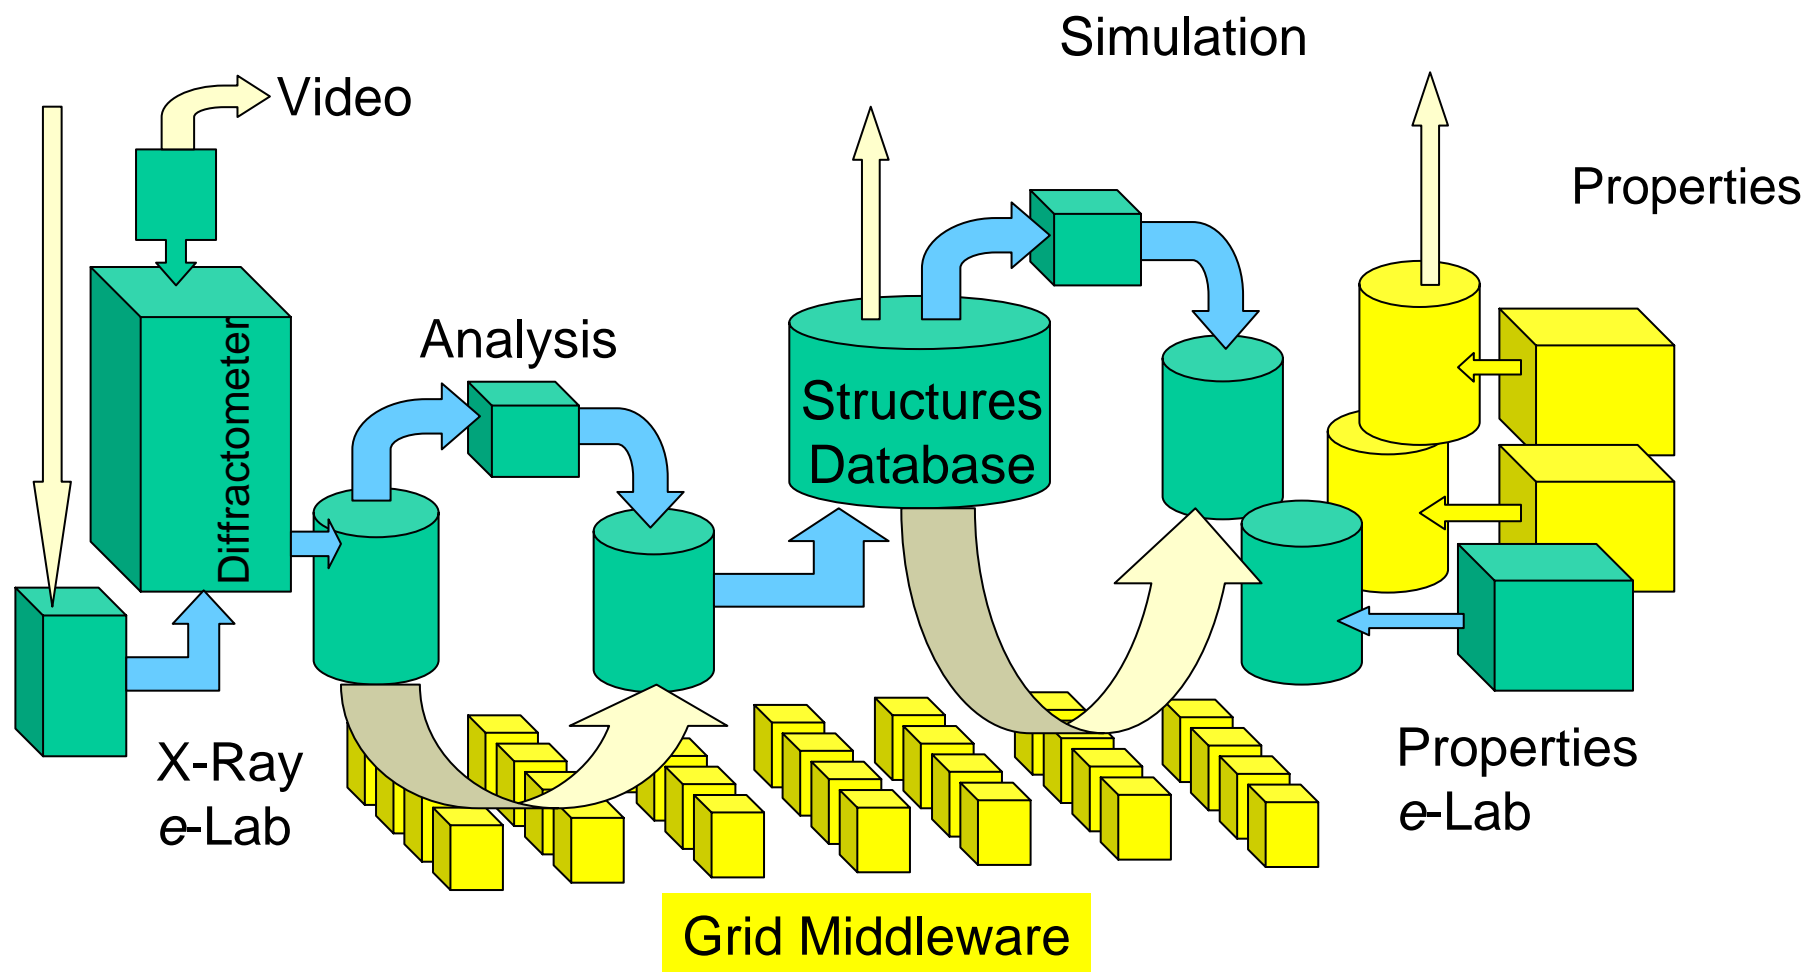 Simulation
Video
Properties
Analysis
Diffractometer
Structures
Database
X-Ray
e-Lab
Properties
e-Lab
Grid Middleware